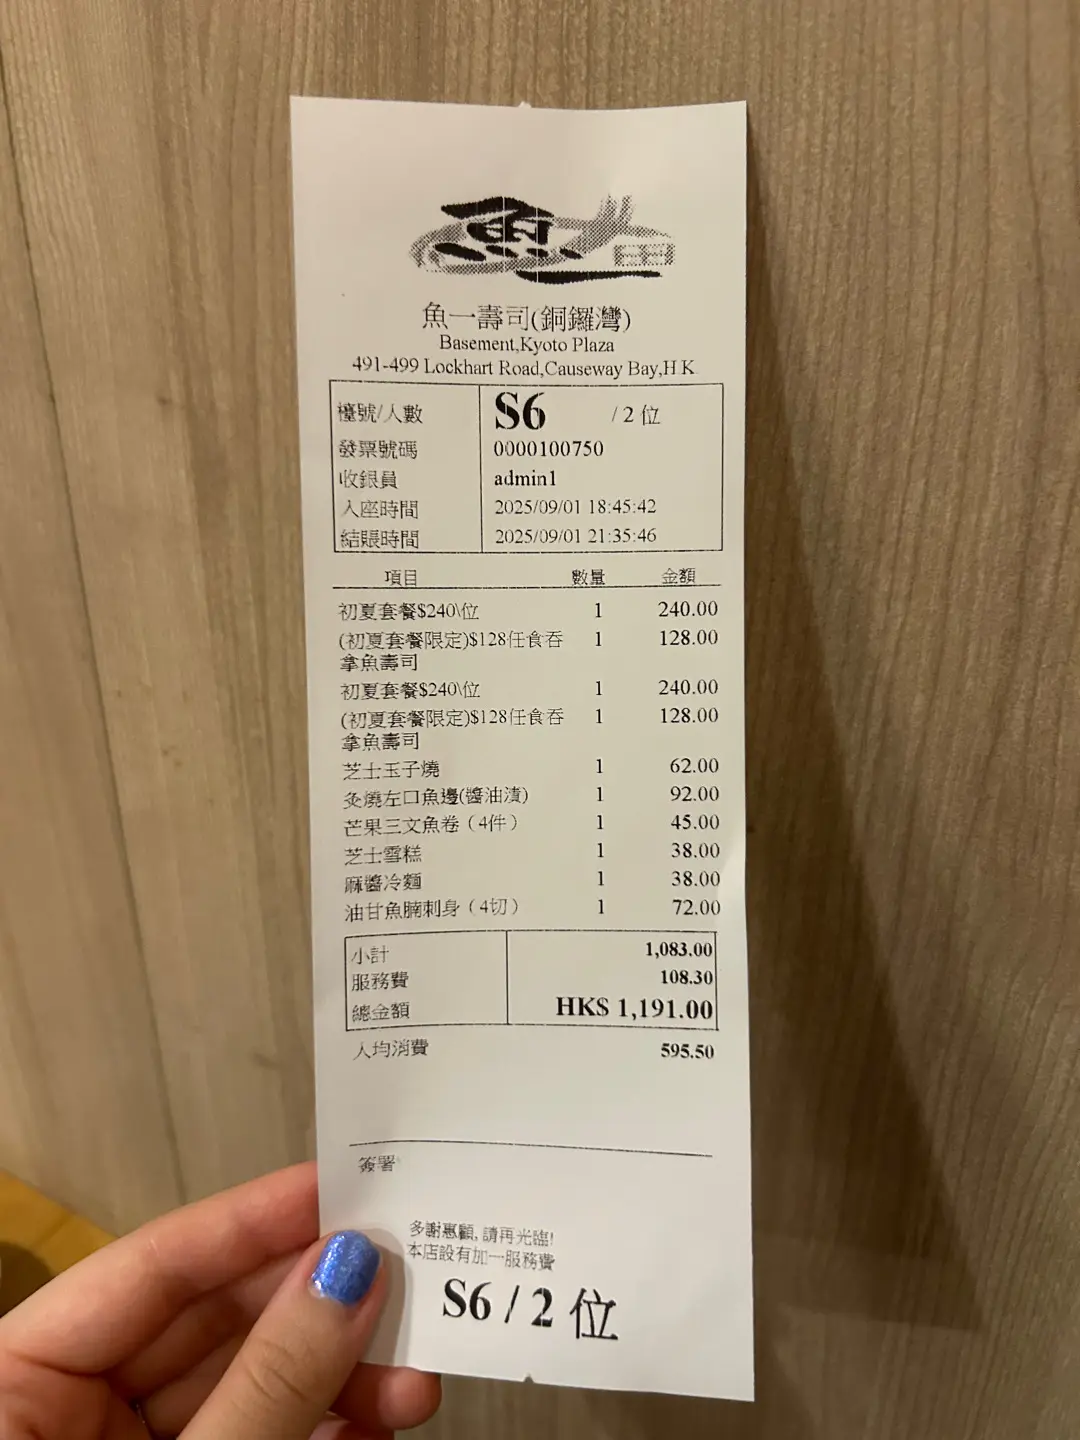 魚一
魚一壽司(銅鑼灣)
Basement,Kyoto Plaza
491-499 Lockhart Road,Causeway Bay,H K
檯號/人數 S6 / 2 位
發票號碼 0000100750
收銀員 admin1
入座時間 2025/09/01 18:45:42
結賬時間 2025/09/01 21:35:46
項目 數量 金額
初夏套餐$240\位 1 240.00
(初夏套餐限定)$128任食吞 1 128.00
拿魚壽司
初夏套餐$240\位 1 240.00
(初夏套餐限定)$128任食吞 1 128.00
拿魚壽司
芝士玉子燒 1 62.00
炙燒左口魚邊(醬油漬) 1 92.00
芒果三文魚卷（4件） 1 45.00
芝士雪糕 1 38.00
麻醬冷麵 1 38.00
油甘魚腩刺身（4切） 1 72.00
小計 1,083.00
服務費 108.30
總金額 HK$ 1,191.00
人均消費 595.50
簽署
多謝惠顧, 請再光臨!
本店設有加一服務費
S6 / 2 位